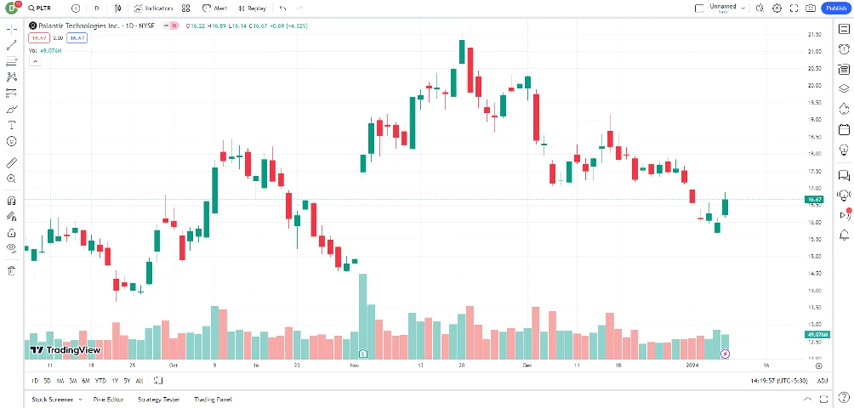 D 11 PLTR D Indicators Alert Replay Unnamed Save Publish
Palantir Technologies Inc. · 1D · NYSE O16.22 H16.89 L16.14 C16.67 +0.69 (+4.32%)
16.67 0.00 16.67
Vol 49.076M
21.50
21.00
20.50
20.00
19.50
19.00
18.50
18.00
17.50
17.00
16.67
16.50
16.00
15.50
15.00
14.50
14.00
13.50
13.00
49.076M
12.50
12.00
TradingView
11 18 25 Oct 9 16 23 Nov 13 20 Dec 11 18 2024 16
1D 5D 1M 3M 6M YTD 1Y 5Y All 14:19:57 (UTC-5:30) ADJ
Stock Screener Pine Editor Strategy Tester Trading Panel